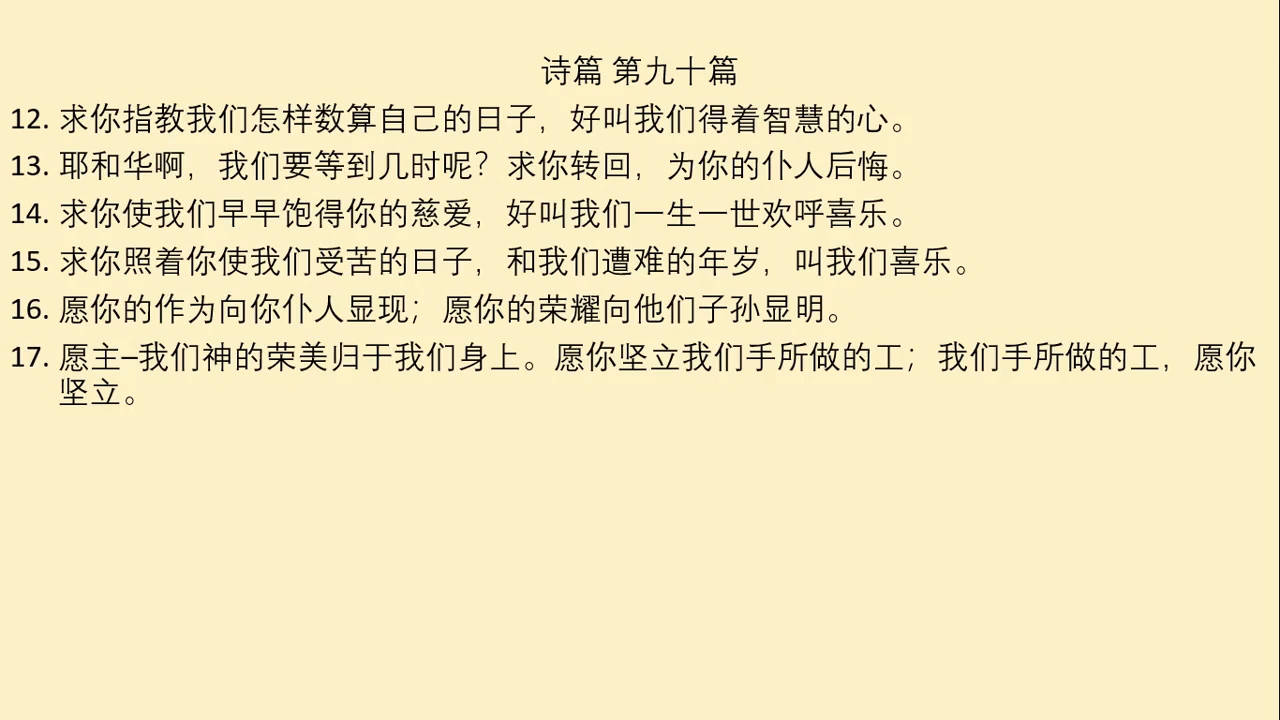 诗篇 第九十篇
12. 求你指教我们怎样数算自己的日子，好叫我们得着智慧的心。
13. 耶和华啊，我们要等到几时呢？求你转回，为你的仆人后悔。
14. 求你使我们早早饱得你的慈爱，好叫我们一生一世欢呼喜乐。
15. 求你照着你使我们受苦的日子，和我们遭难的年岁，叫我们喜乐。
16. 愿你的作为向你仆人显现；愿你的荣耀向他们子孙显明。
17. 愿主–我们神的荣美归于我们身上。愿你坚立我们手所做的工；我们手所做的工，愿你
坚立。